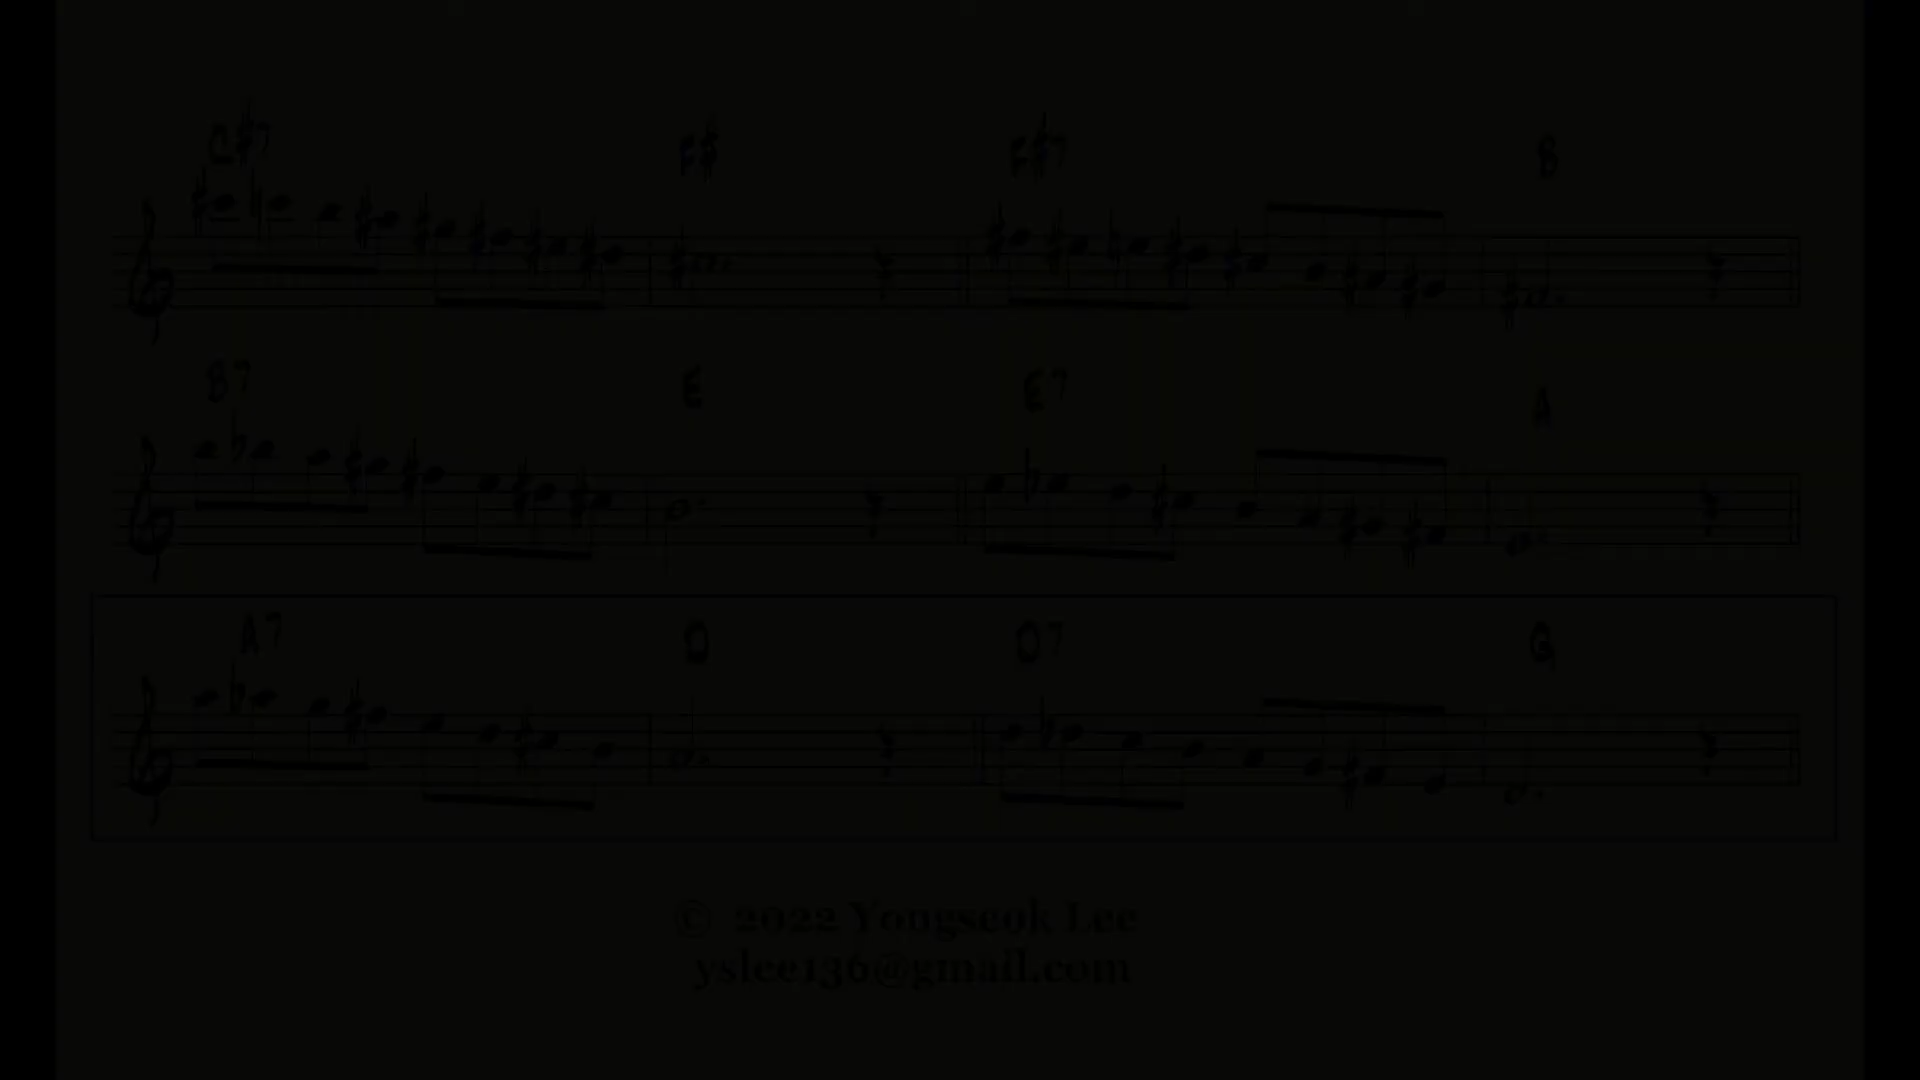 C#7 F# F#7 B
B7 E E7 A
A7 D D7 G
© 2022 Yongseok Lee
yslee136@gmail.com